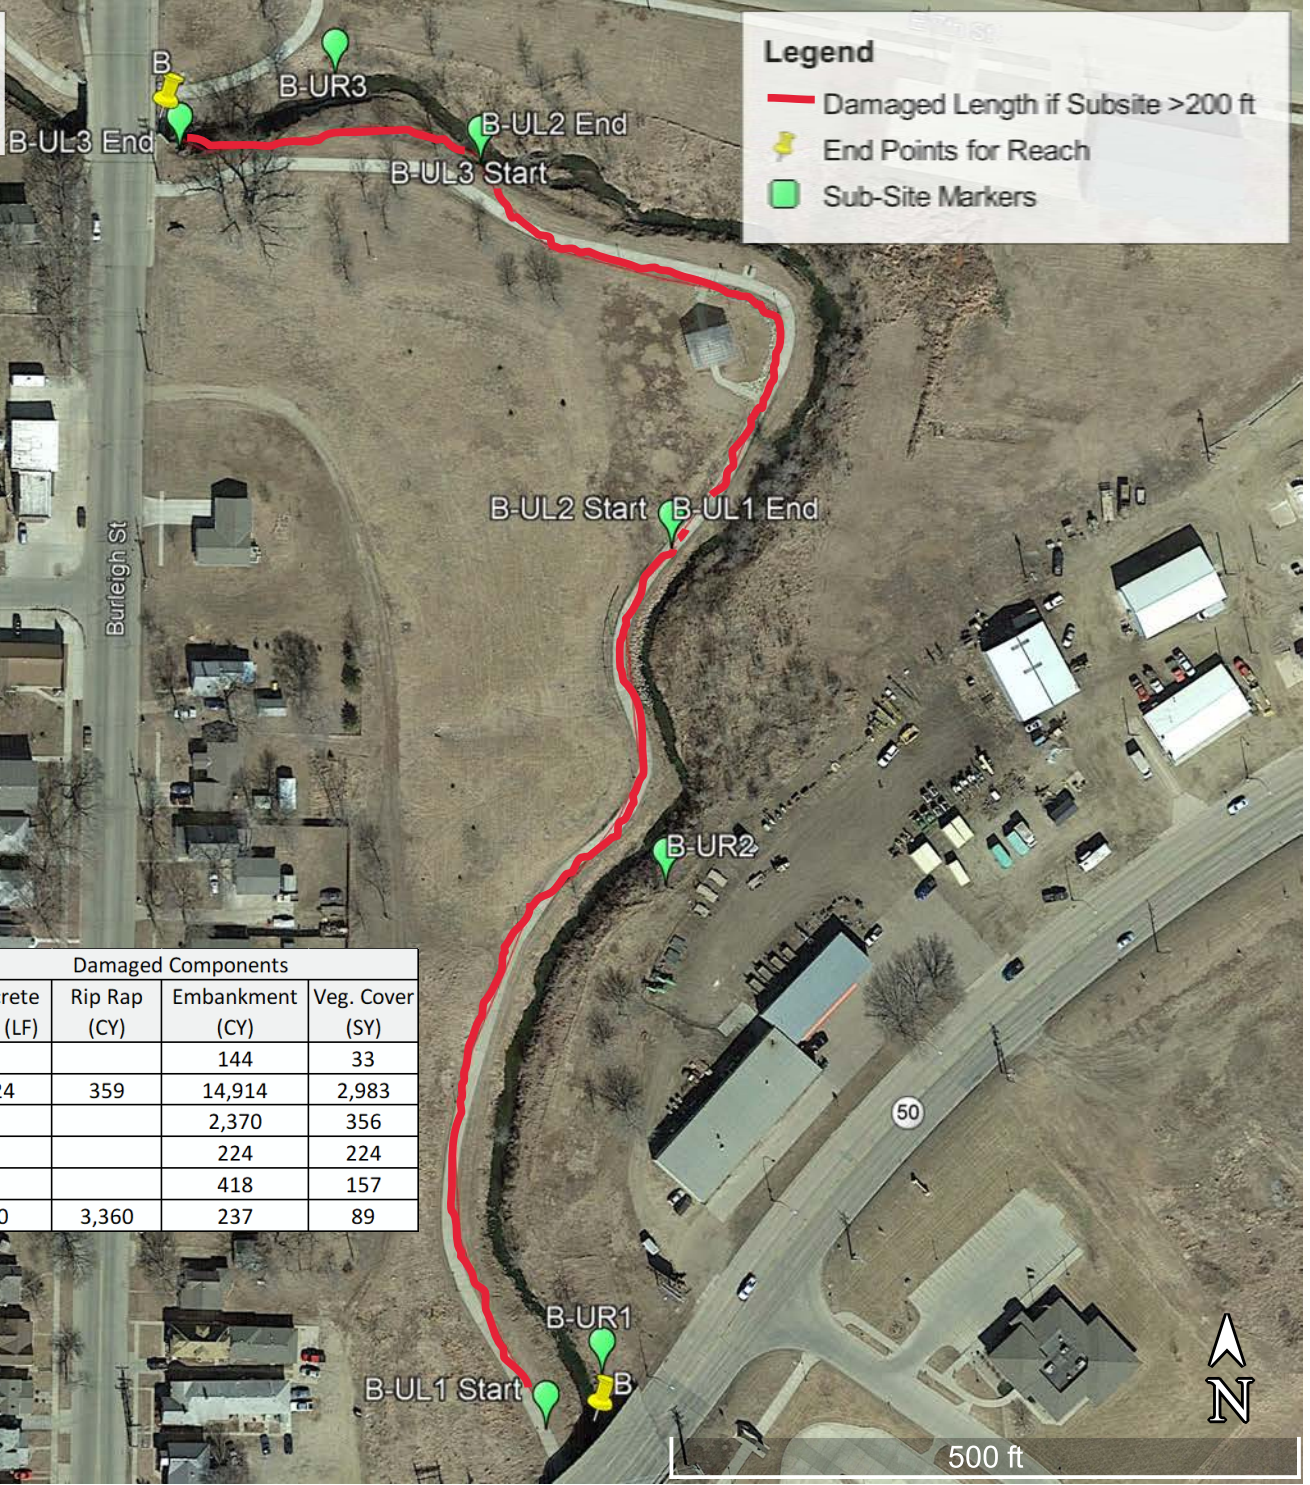 E 7th St
Legend
Damaged Length if Subsite >200 ft
End Points for Reach
Sub-Site Markers
B
B-UR3
B-UL3 End
B-UL2 End
B-UL3 Start
B-UL2 Start
B-UL1 End
Burleigh St
B-UR2
Damaged Components
Rip Rap Embankment Veg. Cover
(LF) (CY) (CY) (SY)
144 33
359 14,914 2,983
2,370 356
224 224
418 157
0 3,360 237 89
50
B-UR1
B-UL1 Start
B
N
500 ft